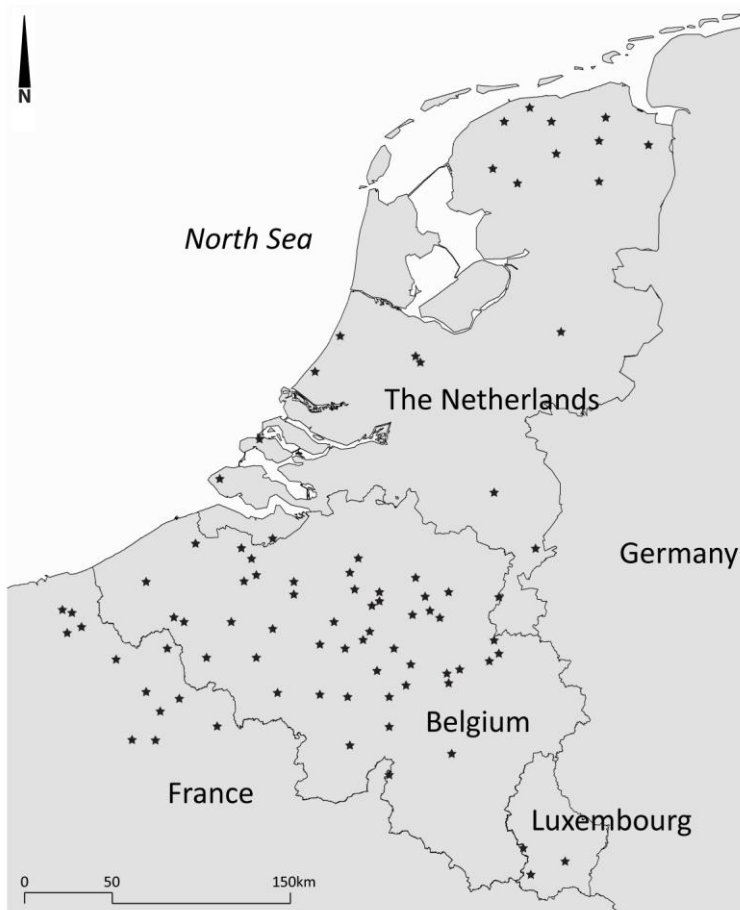 N
North Sea
The Netherlands
Germany
Belgium
France
Luxembourg
0 50 150km